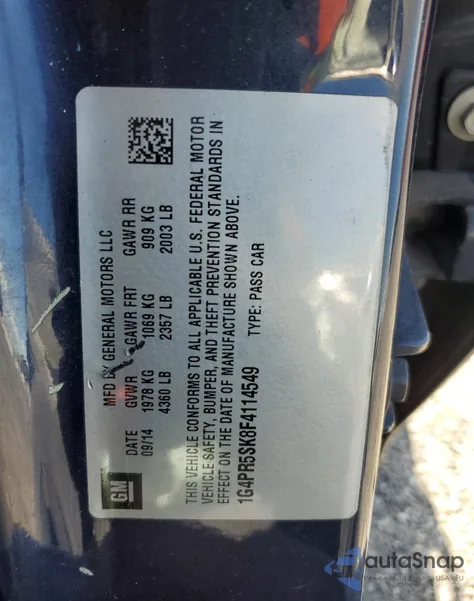 GM
MFD BY GENERAL MOTORS LLC
DATE GVWR GAWR FRT GAWR RR
09/14 1978 KG 1069 KG 909 KG
4360 LB 2357 LB 2003 LB
THIS VEHICLE CONFORMS TO ALL APPLICABLE U.S. FEDERAL MOTOR
VEHICLE SAFETY, BUMPER, AND THEFT PREVENTION STANDARDS IN
EFFECT ON THE DATE OF MANUFACTURE SHOWN ABOVE.
1G4PR5SK8F4114549 TYPE: PASS CAR
autoSnap